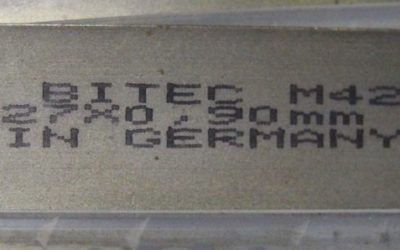 BITEC M42
27X0,90mm
IN GERMANY